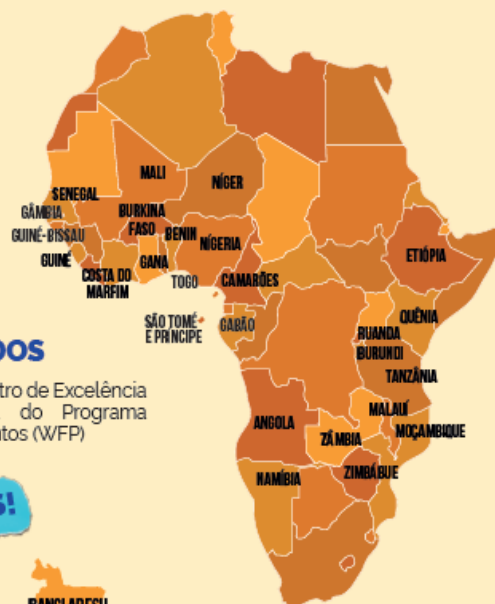 MALI
NÍGER
SENEGAL
GÂMBIA
BURKINA
FASO
BENIN
GUINÉ-BISSAU
NÍGERIA
ETIÓPIA
GUINÉ
GANA
COSTA DO
MARFIM
TOGO
CAMARÕES
SÃO TOMÉ
E PRÍNCIPE
GABÃO
QUÊNIA
RUANDA
BURUNDI
TANZÂNIA
DOS
tro de Excelência
do Programa
tos (WFP)
ANGOLA
MALAUÍ
MOÇAMBIQUE
ZÂMBIA
NAMÍBIA
ZIMBÁBUE
S!
BANGLADESH